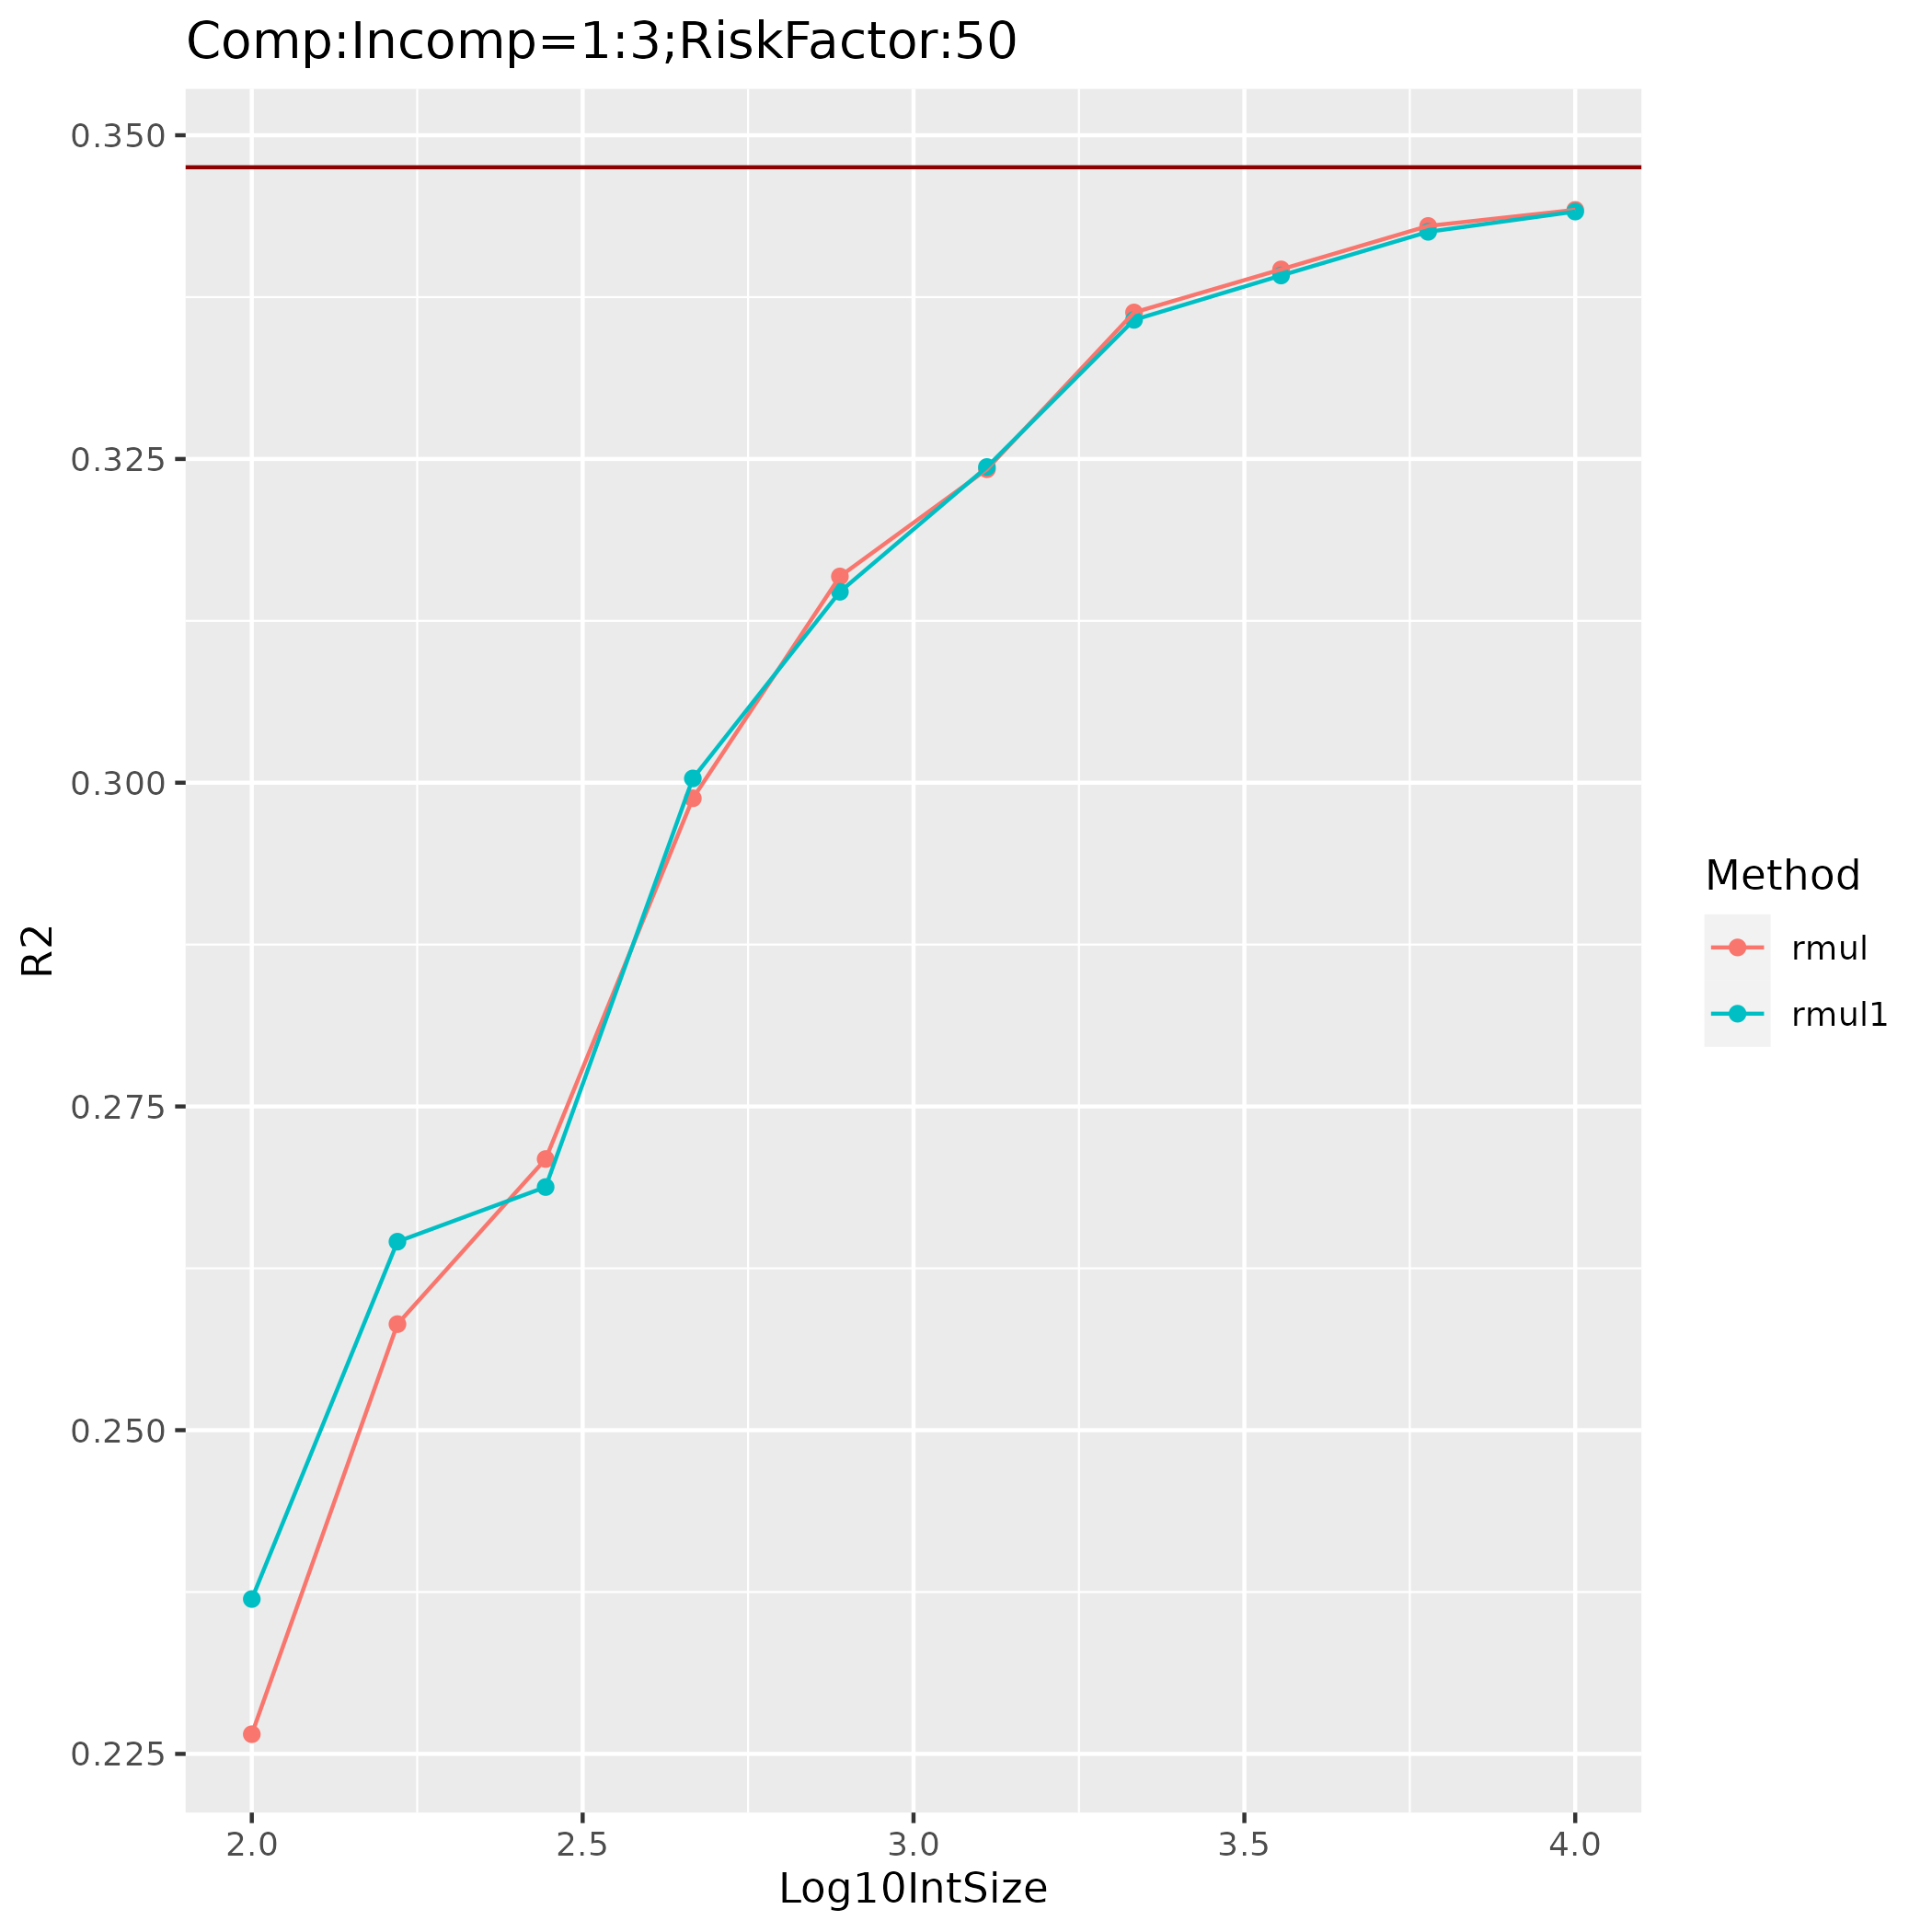 Comp:Incomp=1:3;RiskFactor:50
0.350
0.325
0.300
0.275
0.250
0.225
R2
2.0 2.5 3.0 3.5 4.0
Log10IntSize
Method
rmul
rmul1